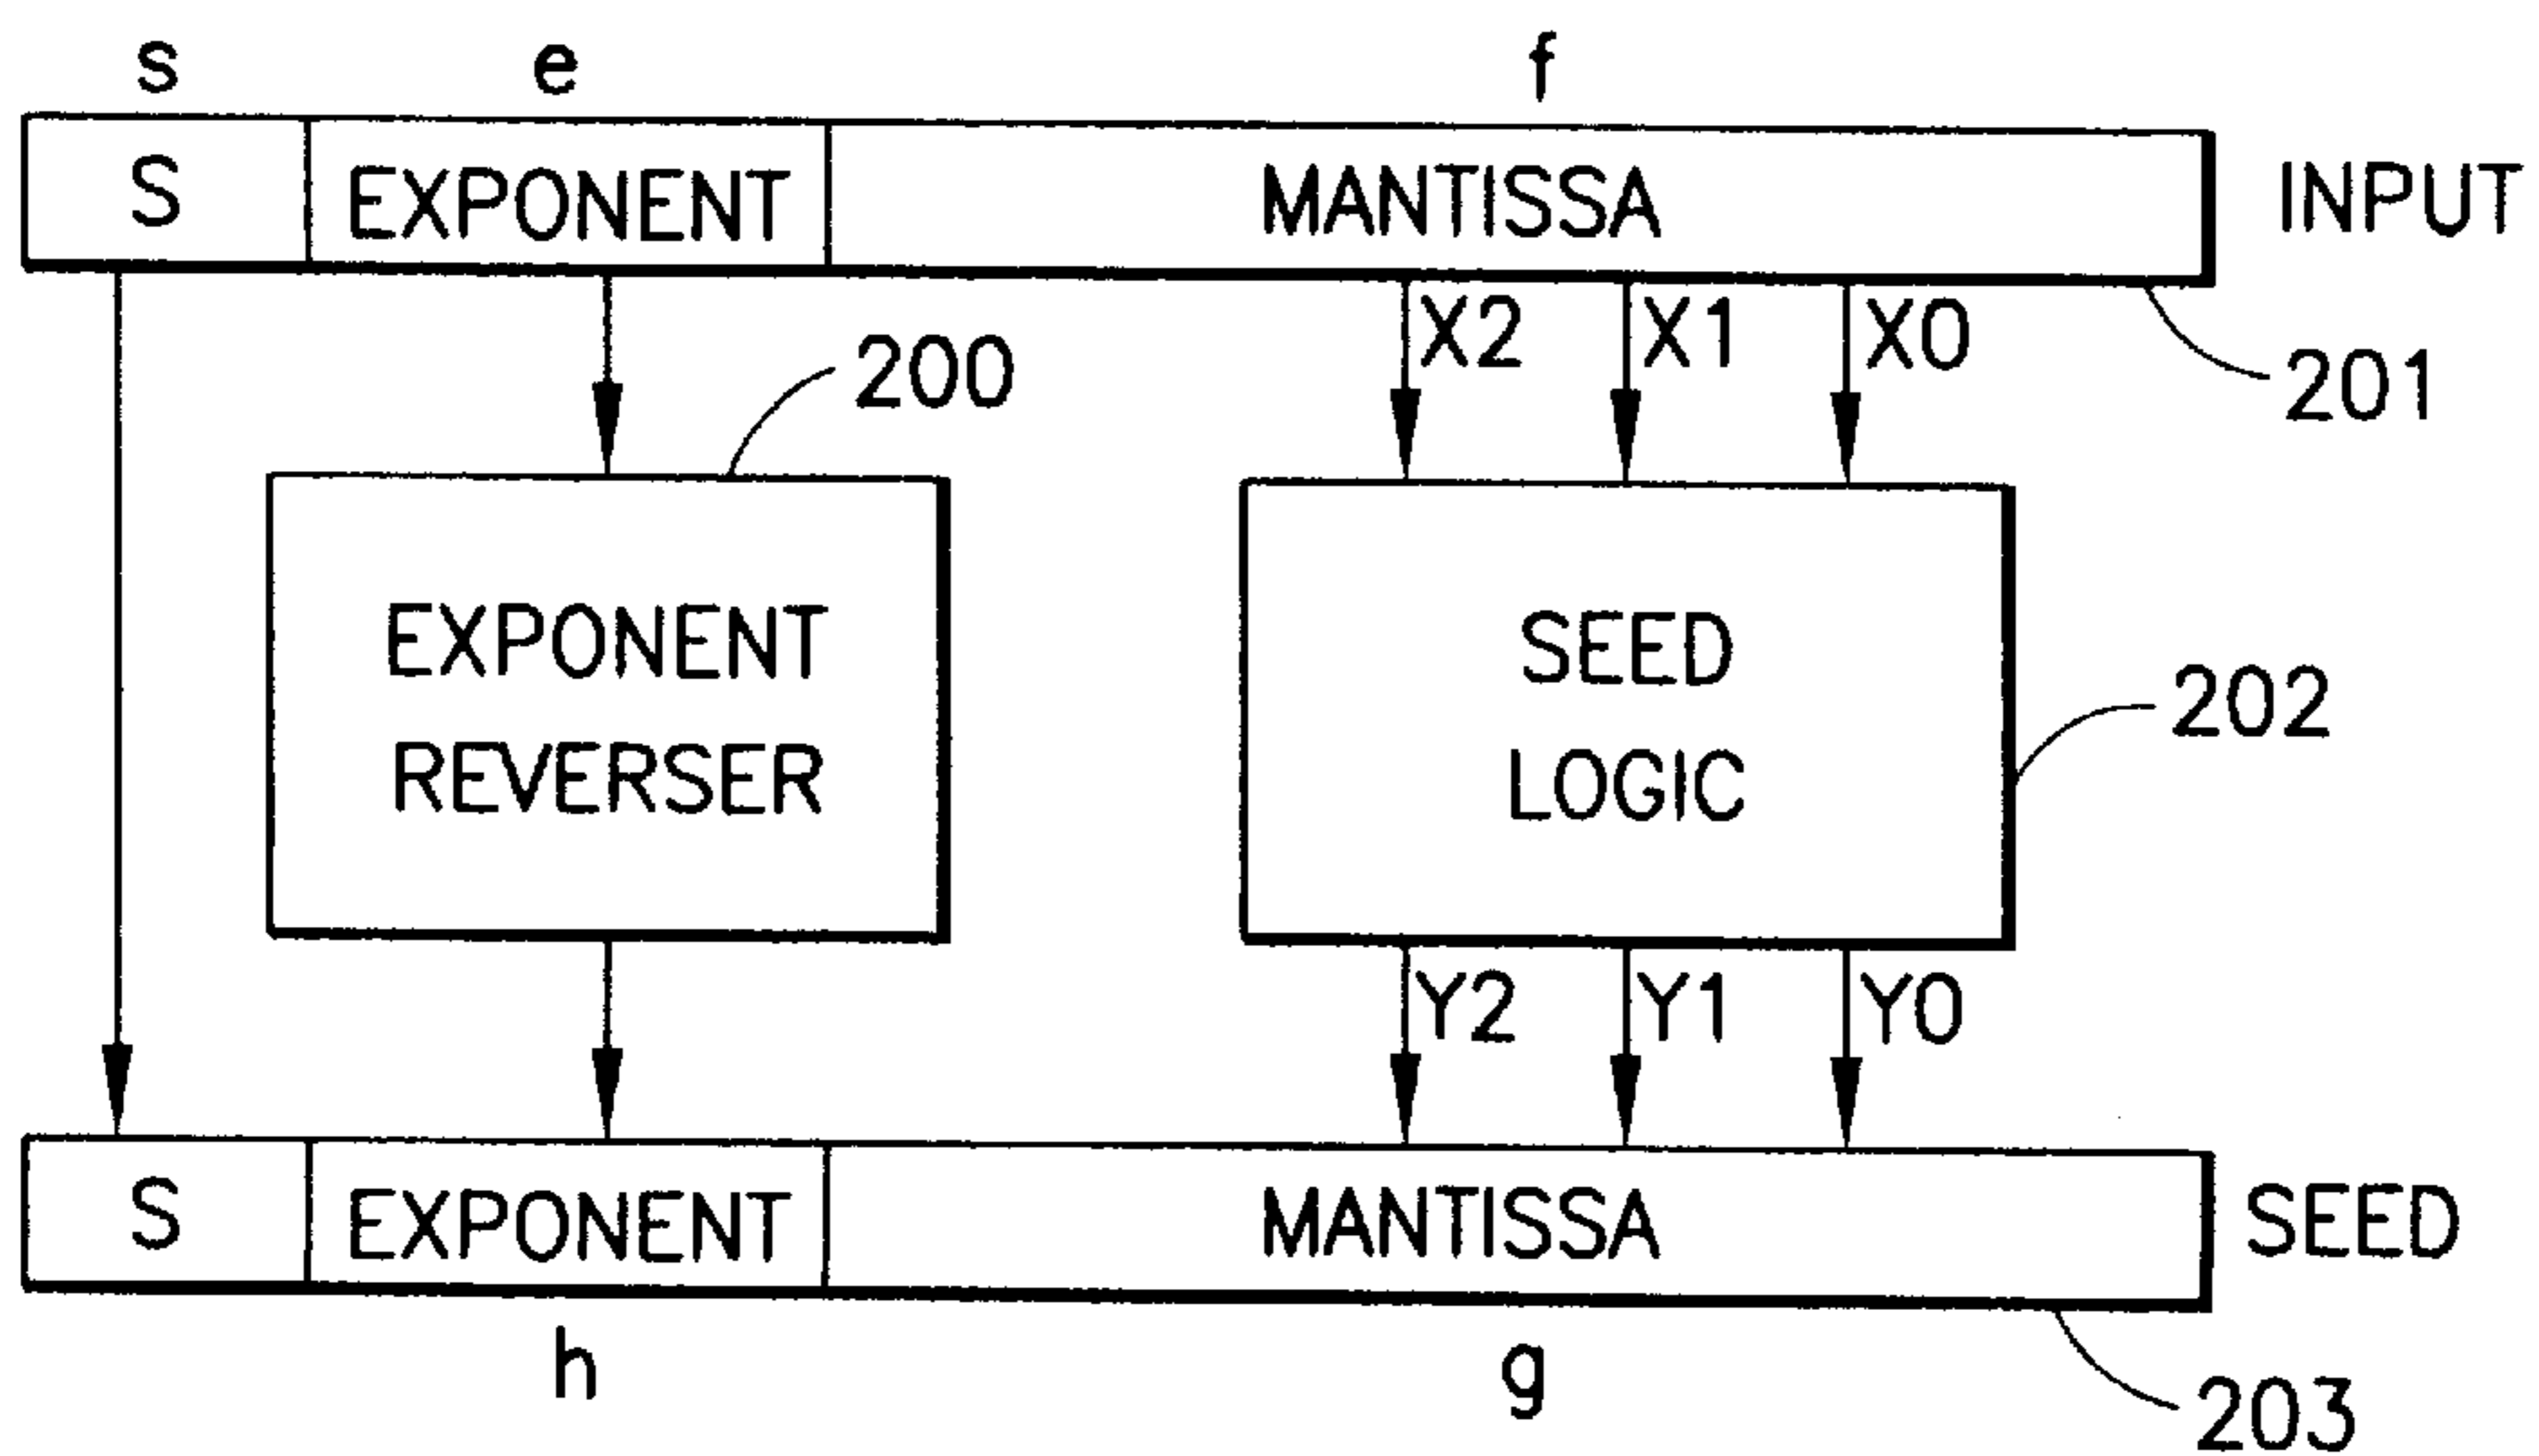 s e f
S EXPONENT MANTISSA INPUT
X2 X1 X0
200 201
EXPONENT
REVERSER
SEED
LOGIC
202
Y2 Y1 Y0
S EXPONENT MANTISSA SEED
h g
203